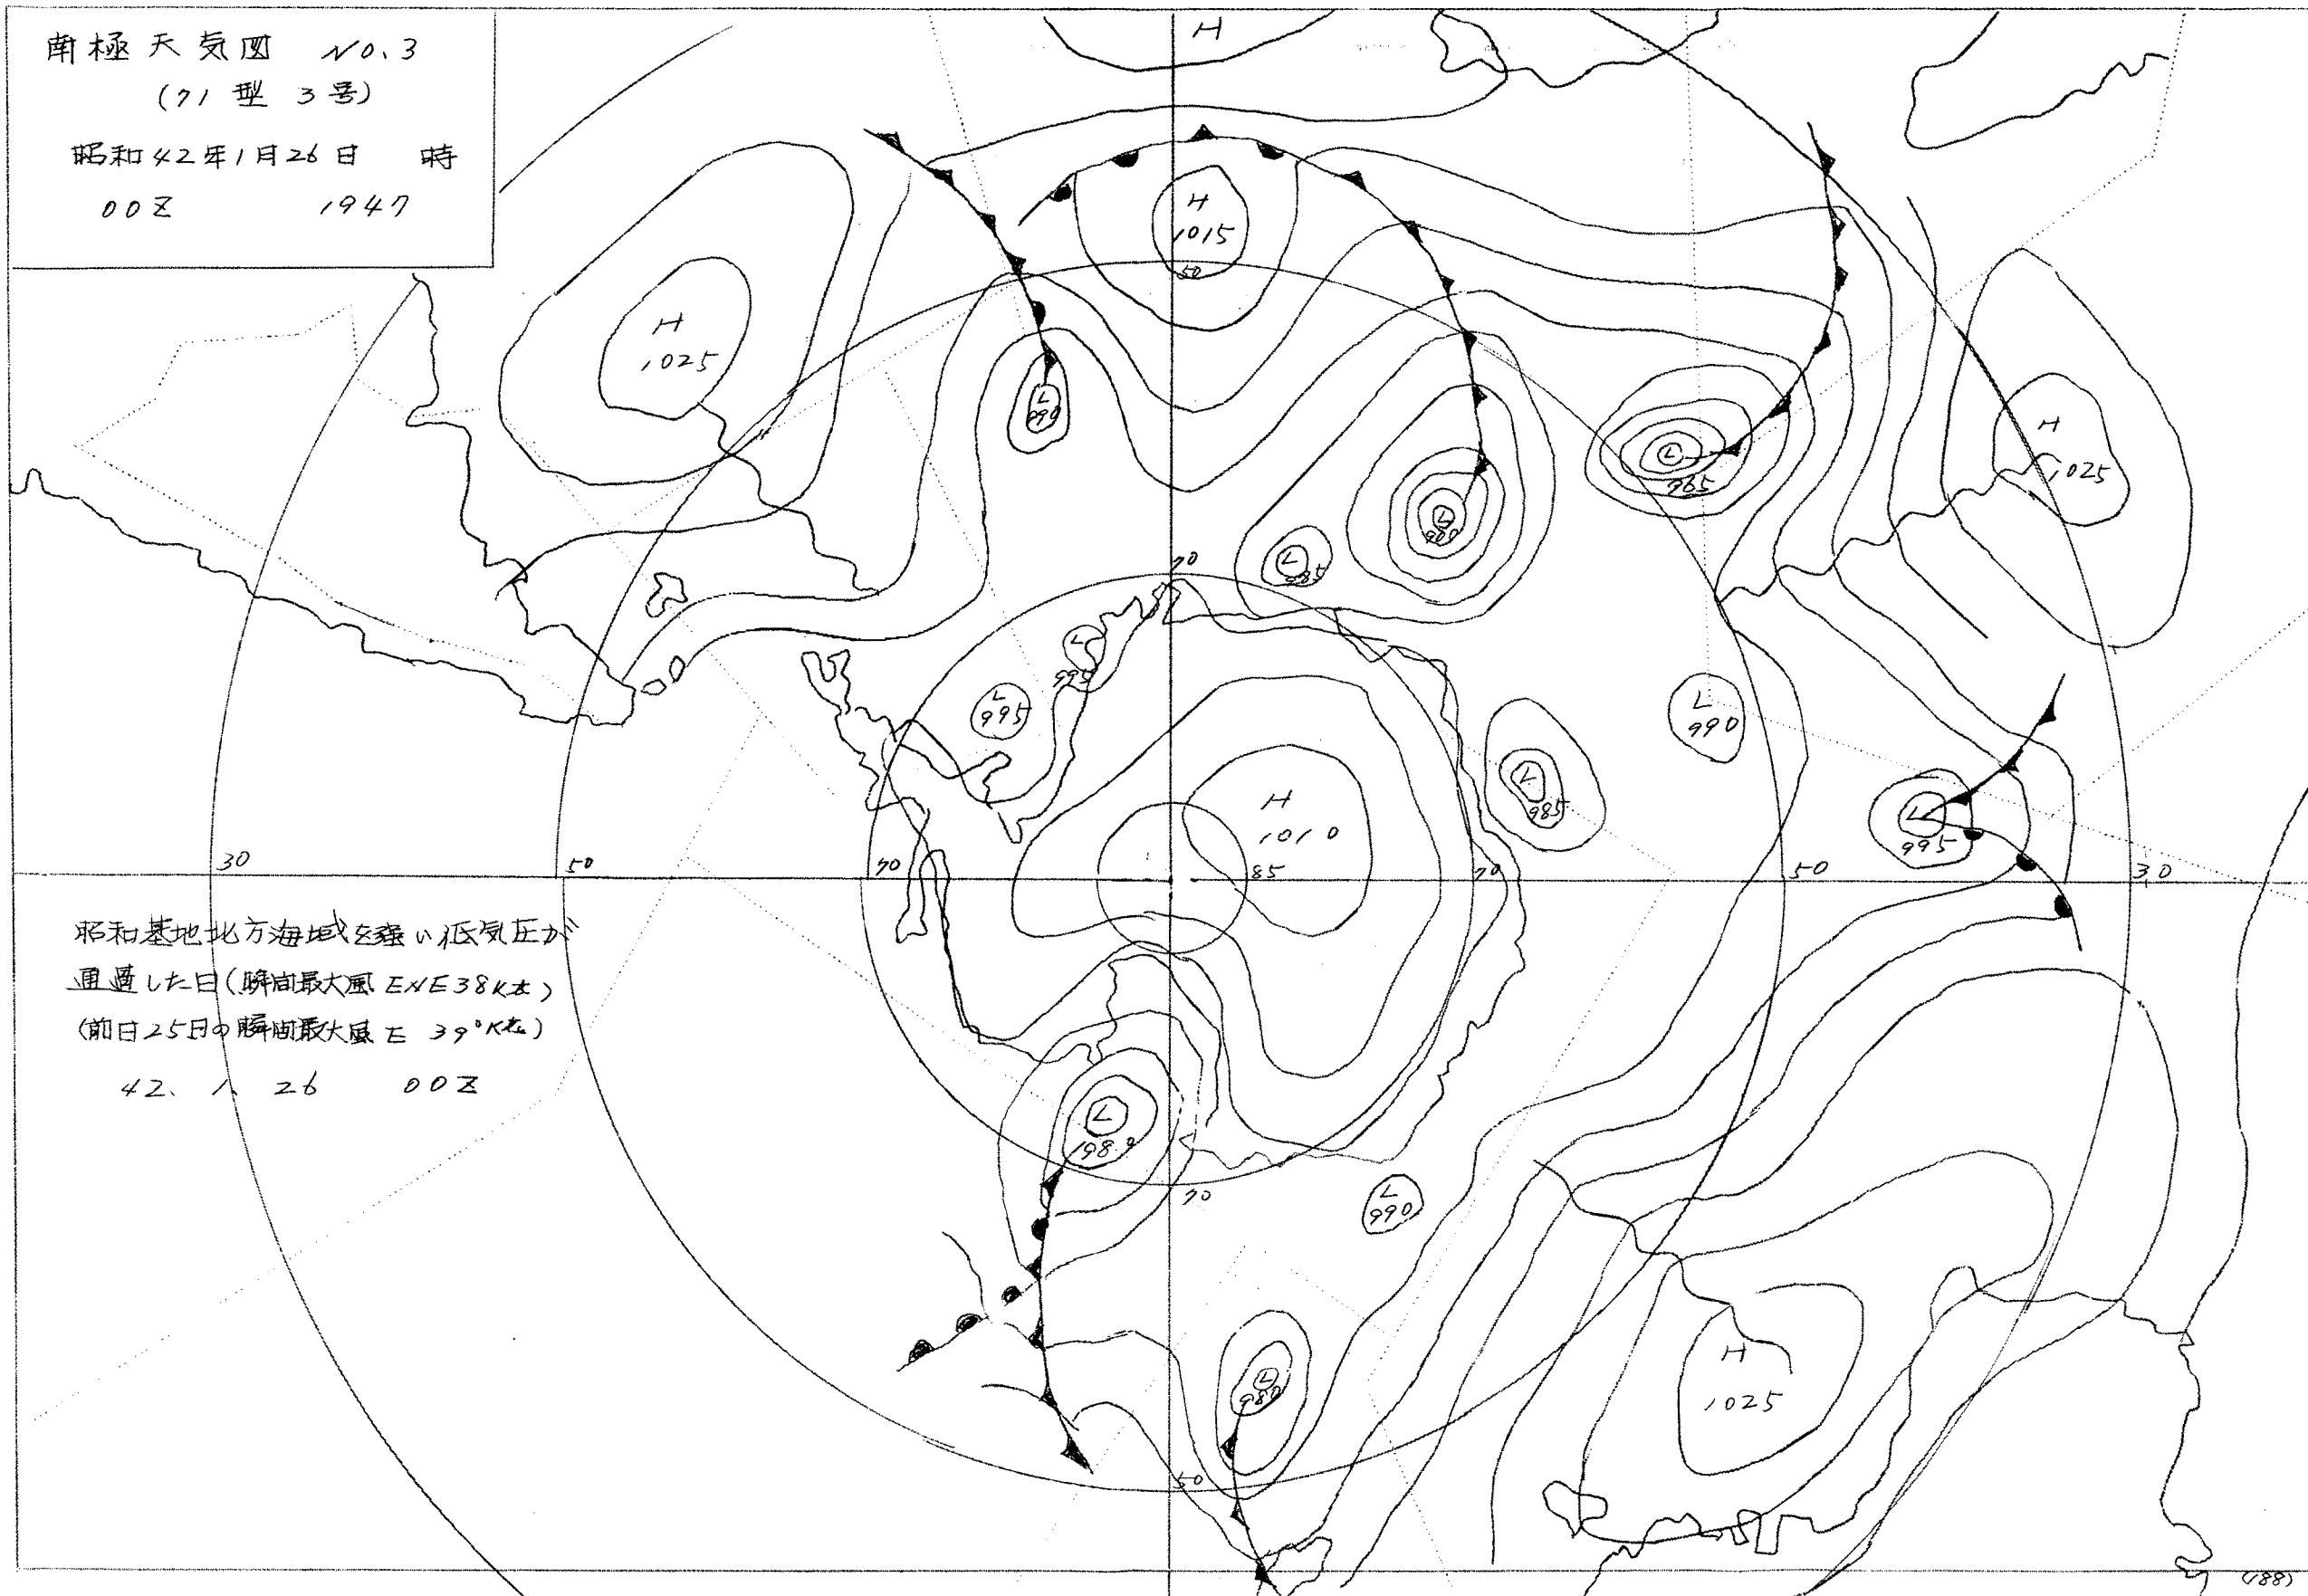 南極天気図 NO.3
(71型 3号)
昭和42年1月26日 時
00Z 1947
H
H
1015
50
H
1025
L
990
L
965
H
1025
L
L
985
70
L
995
L
995
L
990
L
985
H
1010
L
995
30
50
70
85
70
50
30
昭和基地北方海域を強い低気圧が
通過した日(瞬間最大風 ENE 38Kt)
(前日25日の瞬間最大風 E 39°Kt)
42. 1. 26 00Z
L
70
L
990
L
980
H
1025
50
(188)